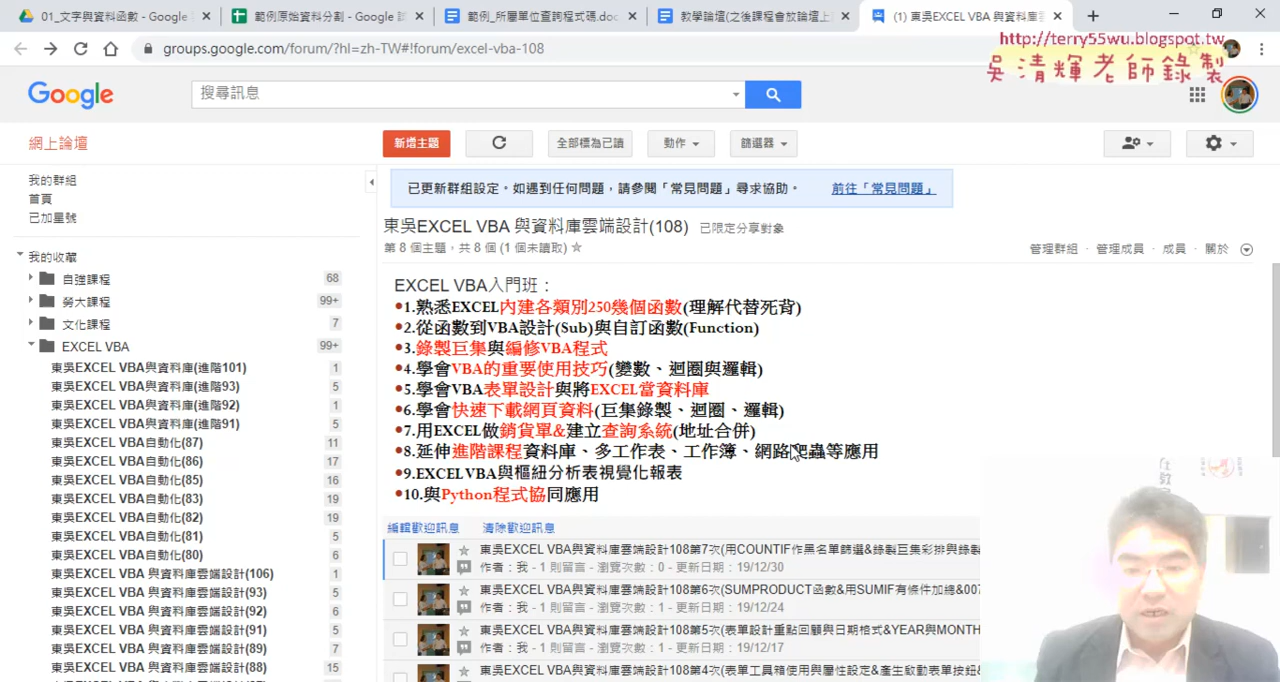 01_文字與資料函數 - Google
範例原始資料分割 - Google 試
範例_所屬單位查詢程式碼.doc
教學論壇(之後課程會放論壇上
(1) 東吳EXCEL VBA 與資料庫雲
groups.google.com/forum/?hl=zh-TW#!forum/excel-vba-108
http://terry55wu.blogspot.tw
吳清輝老師錄製
Google
搜尋訊息
網上論壇
新增主題
全部標為已讀
動作
篩選器
我的群組
首頁
已加星號
已更新群組設定。如遇到任何問題，請參閱「常見問題」尋求協助。 前往「常見問題」
東吳EXCEL VBA 與資料庫雲端設計(108) 已限定分享對象
第 8 個主題，共 8 個 (1 個未讀取)
管理群組 · 管理成員 · 成員 · 關於
我的收藏
自強課程 68
勞大課程 99+
文化課程 7
EXCEL VBA 99+
東吳EXCEL VBA與資料庫(進階101) 1
東吳EXCEL VBA與資料庫(進階93) 5
東吳EXCEL VBA與資料庫(進階92) 1
東吳EXCEL VBA與資料庫(進階91) 5
東吳EXCEL VBA自動化(87) 11
東吳EXCEL VBA自動化(86) 17
東吳EXCEL VBA自動化(85) 16
東吳EXCEL VBA自動化(83) 19
東吳EXCEL VBA自動化(82) 19
東吳EXCEL VBA自動化(81) 5
東吳EXCEL VBA自動化(80) 6
東吳EXCEL VBA 與資料庫雲端設計(106) 1
東吳EXCEL VBA 與資料庫雲端設計(93) 5
東吳EXCEL VBA 與資料庫雲端設計(92) 6
東吳EXCEL VBA 與資料庫雲端設計(91) 5
東吳EXCEL VBA 與資料庫雲端設計(89) 7
東吳EXCEL VBA 與資料庫雲端設計(88) 15
EXCEL VBA入門班：
•1.熟悉EXCEL內建各類別250幾個函數(理解代替死背)
•2.從函數到VBA設計(Sub)與自訂函數(Function)
•3.錄製巨集與編修VBA程式
•4.學會VBA的重要使用技巧(變數、迴圈與邏輯)
•5.學會VBA表單設計與將EXCEL當資料庫
•6.學會快速下載網頁資料(巨集錄製、迴圈、邏輯)
•7.用EXCEL做銷貨單&建立查詢系統(地址合併)
•8.延伸進階課程資料庫、多工作表、工作簿、網路爬蟲等應用
•9.EXCEL VBA與樞紐分析表視覺化報表
•10.與Python程式協同應用
編輯歡迎訊息 清除歡迎訊息
東吳EXCEL VBA與資料庫雲端設計108第7次(用COUNTIF作黑名單篩選&錄製巨集彩排與錄製
作者：我 - 1 則留言 - 瀏覽次數：0 - 更新日期：19/12/30
東吳EXCEL VBA與資料庫雲端設計108第6次(SUMPRODUCT函數&用SUMIF有條件加總&007
作者：我 - 1 則留言 - 瀏覽次數：1 - 更新日期：19/12/24
東吳EXCEL VBA與資料庫雲端設計108第5次(表單設計重點回顧與日期格式&YEAR與MONTH
作者：我 - 1 則留言 - 瀏覽次數：1 - 更新日期：19/12/17
東吳EXCEL VBA與資料庫雲端設計108第4次(表單工具箱使用與屬性設定&產生啟動表單按鈕&